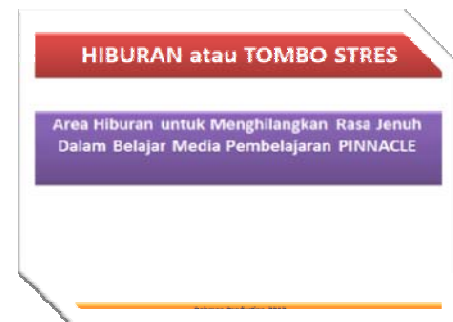 HIBURAN atau TOMBO STRES
Area Hiburan untuk Menghilangkan Rasa Jenuh
Dalam Belajar Media Pembelajaran PINNACLE